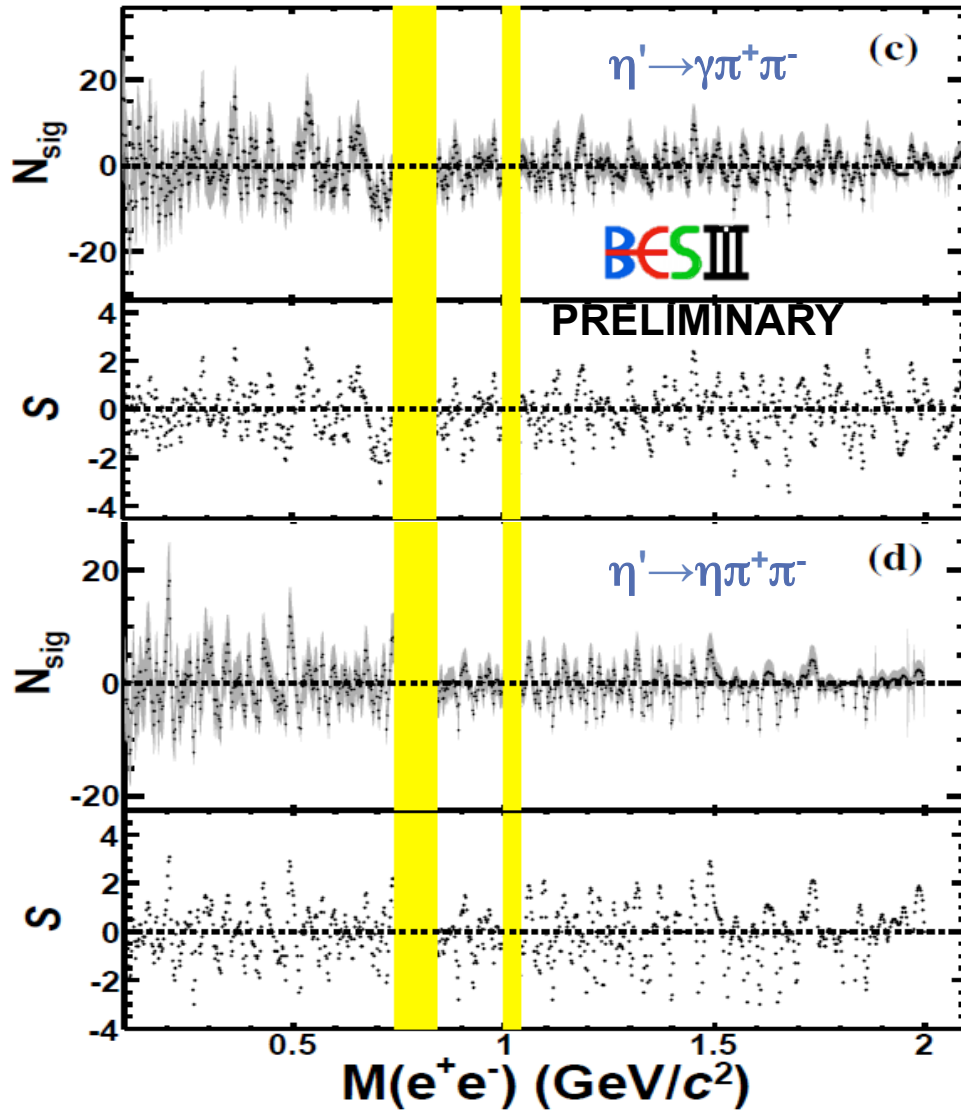 (c)
η'→γπ⁺π⁻
20
0
-20
N_sig
BESIII
PRELIMINARY
4
2
0
-2
-4
S
(d)
η'→ηπ⁺π⁻
20
0
-20
N_sig
4
2
0
-2
-4
S
0.5
1
1.5
2
M(e⁺e⁻) (GeV/c²)